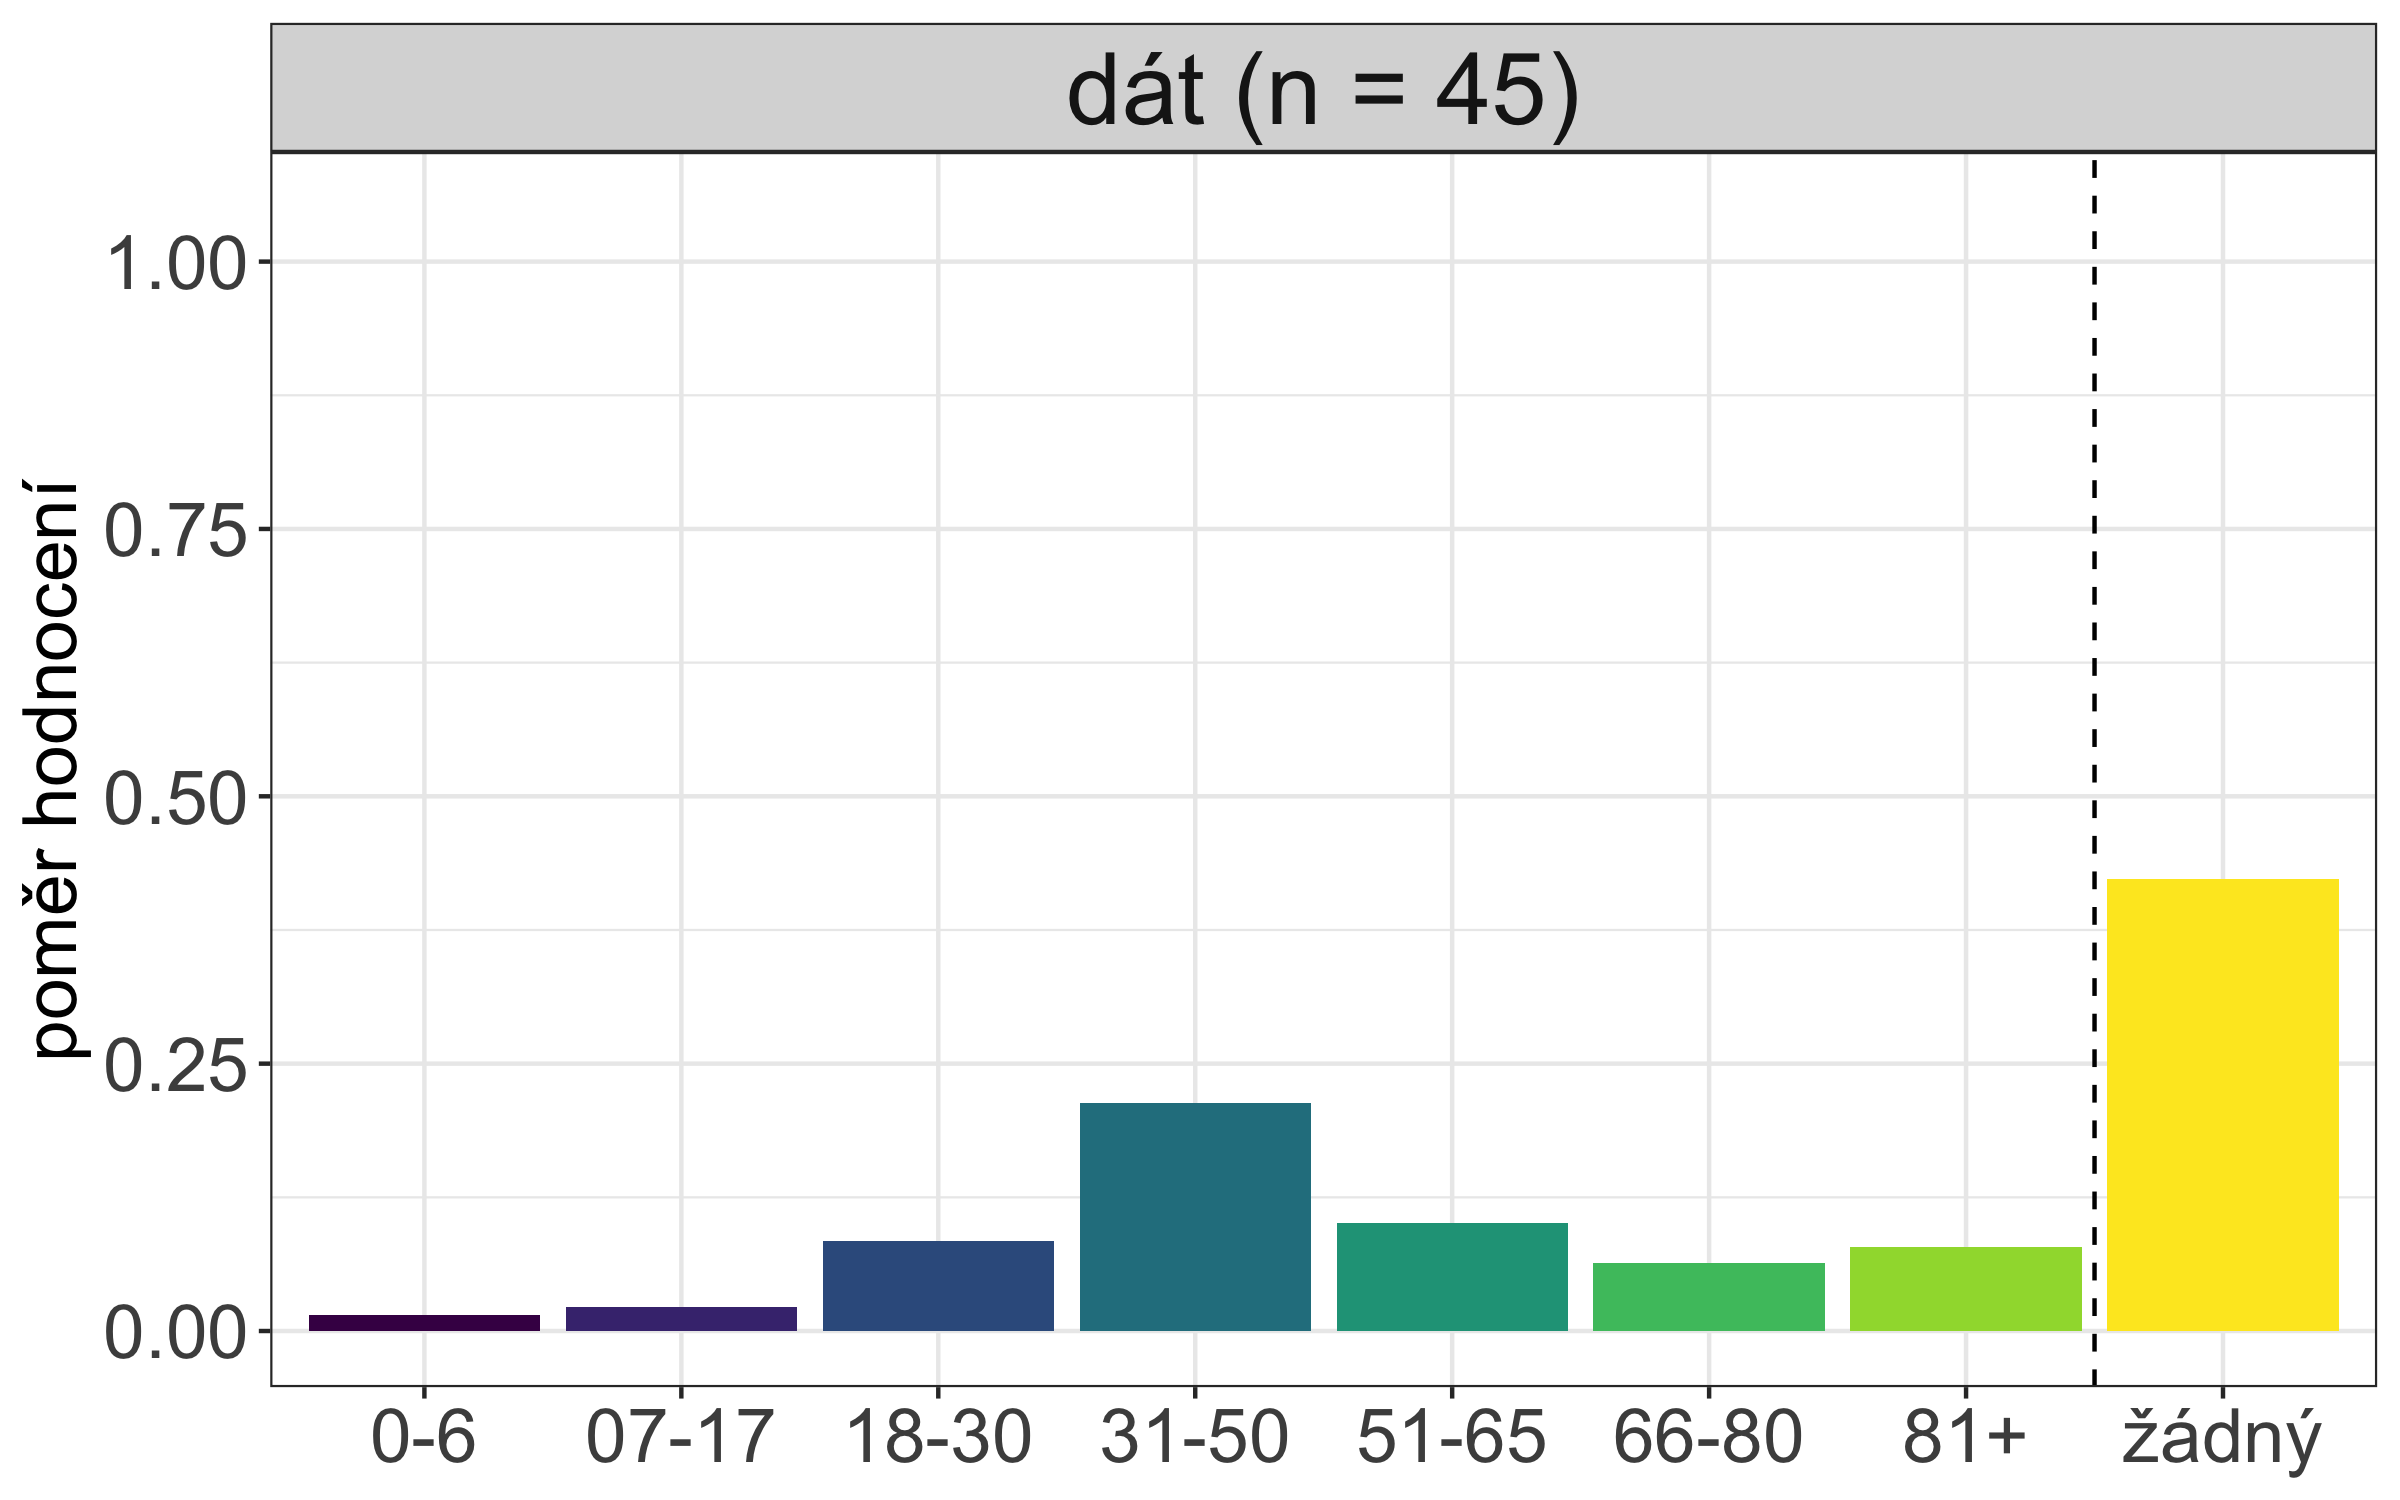 dát (n = 45)
poměr hodnocení
1.00
0.75
0.50
0.25
0.00
0-6 07-17 18-30 31-50 51-65 66-80 81+ žádný